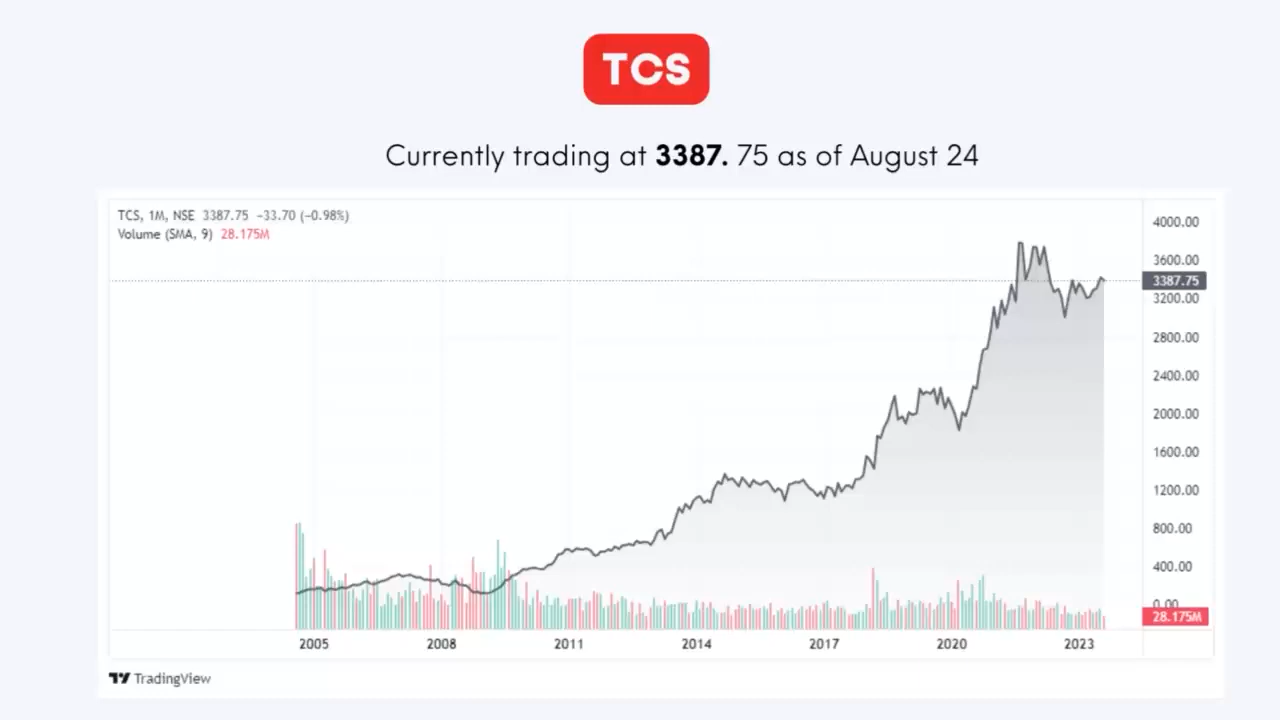 TCS
Currently trading at 3387. 75 as of August 24
TCS, 1M, NSE 3387.75 −33.70 (−0.98%)
Volume (SMA, 9) 28.175M
4000.00
3600.00
3387.75
3200.00
2800.00
2400.00
2000.00
1600.00
1200.00
800.00
400.00
0.00
28.175M
2005 2008 2011 2014 2017 2020 2023
TradingView